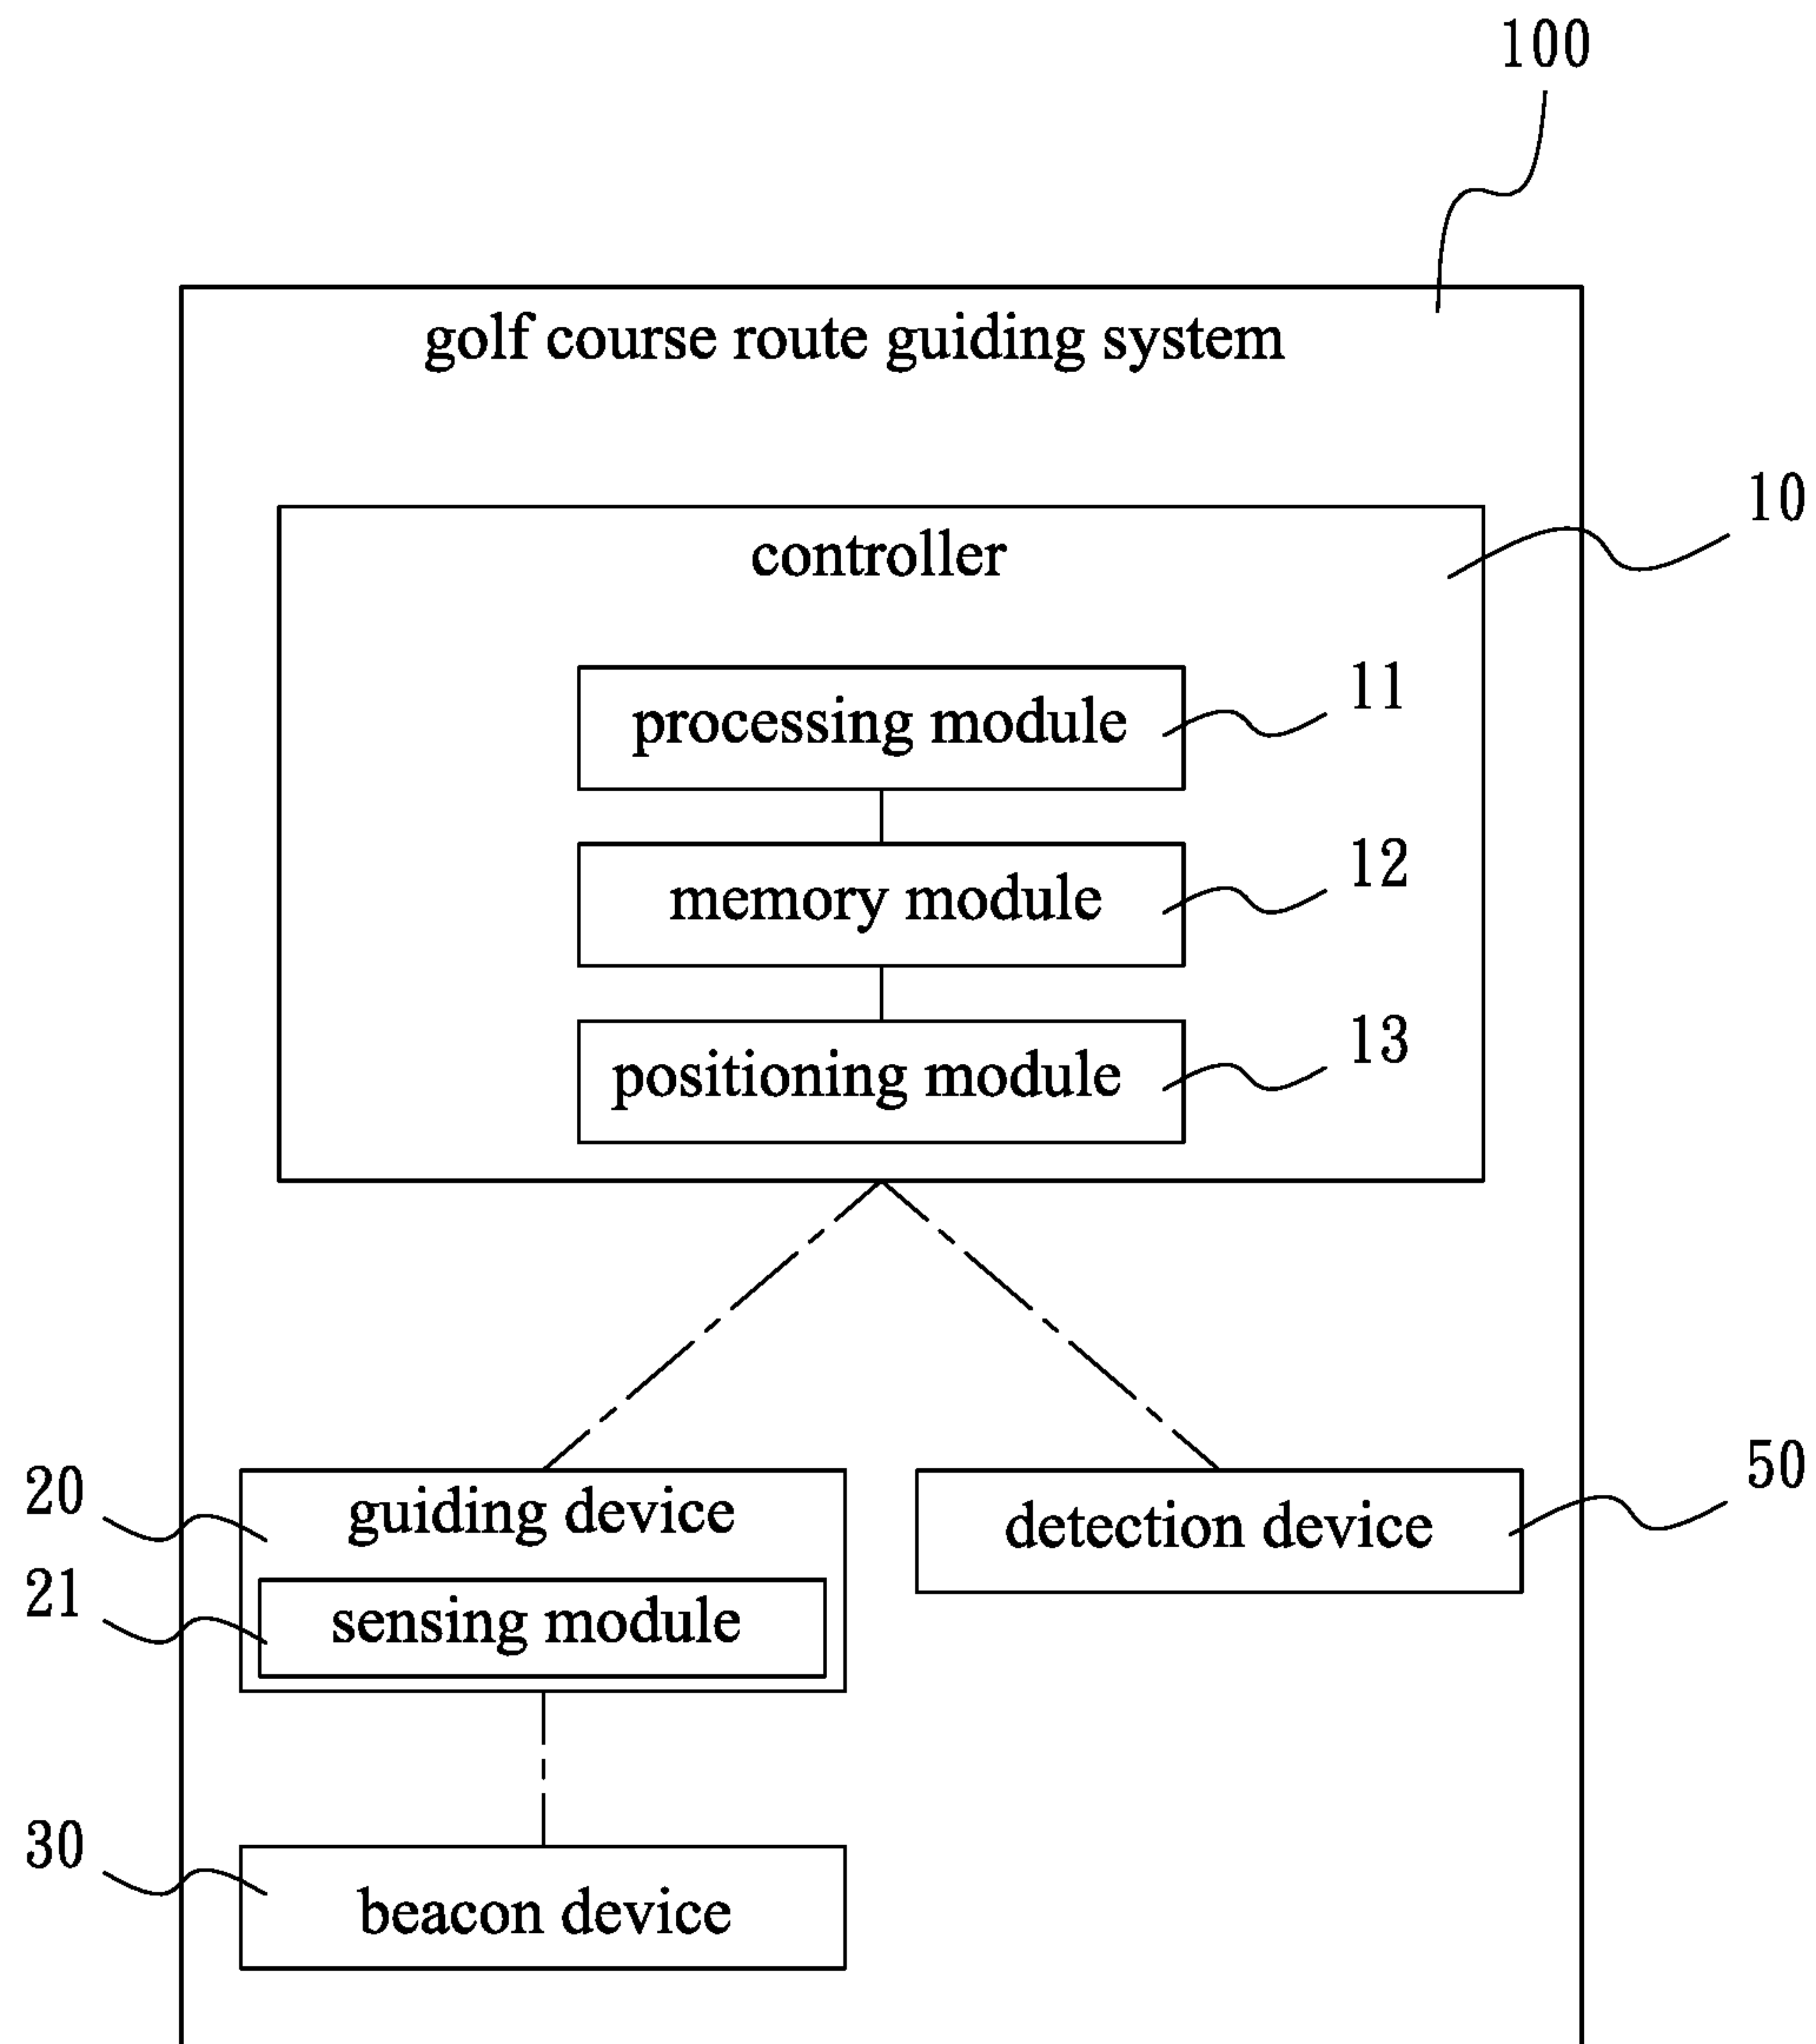 100
golf course route guiding system
10
controller
11
processing module
12
memory module
13
positioning module
20
guiding device
50
detection device
21
sensing module
30
beacon device